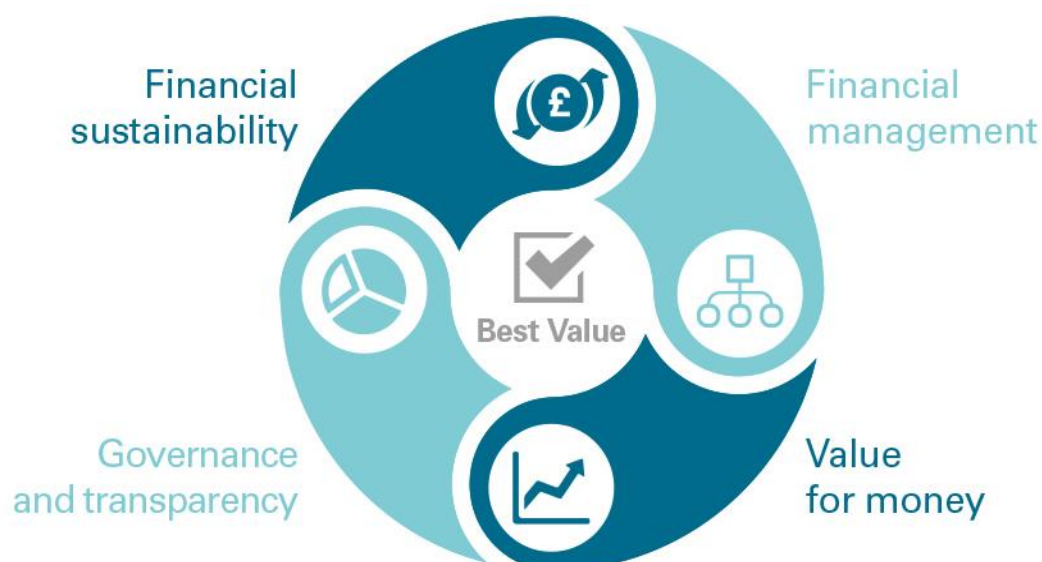 Financial
sustainability
Financial
management
£
Best Value
Governance
and transparency
Value
for money